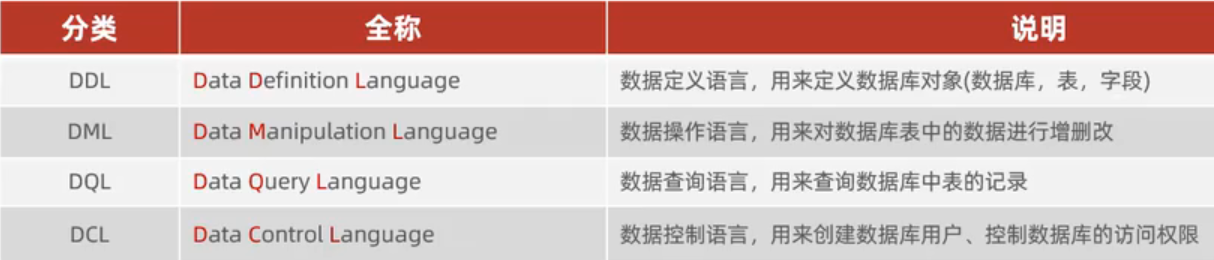 分类 全称 说明
DDL Data Definition Language 数据定义语言，用来定义数据库对象(数据库，表，字段)
DML Data Manipulation Language 数据操作语言，用来对数据库表中的数据进行增删改
DQL Data Query Language 数据查询语言，用来查询数据库中表的记录
DCL Data Control Language 数据控制语言，用来创建数据库用户、控制数据库的访问权限